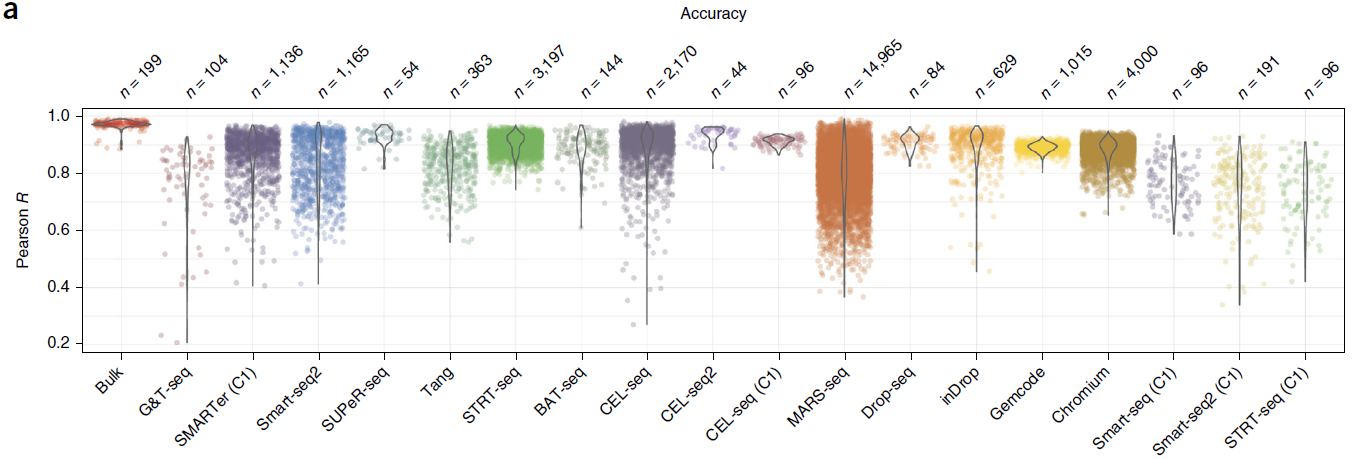 a
Accuracy
n = 199
n = 104
n = 1,136
n = 1,165
n = 54
n = 363
n = 3,197
n = 144
n = 2,170
n = 44
n = 96
n = 14,965
n = 84
n = 629
n = 1,015
n = 4,000
n = 96
n = 191
n = 96
Pearson R
1.0
0.8
0.6
0.4
0.2
Bulk
G&T-seq
SMARTer (C1)
Smart-seq2
SUPeR-seq
Tang
STRT-seq
BAT-seq
CEL-seq
CEL-seq2
CEL-seq (C1)
MARS-seq
Drop-seq
inDrop
Gemcode
Chromium
Smart-seq (C1)
Smart-seq2 (C1)
STRT-seq (C1)